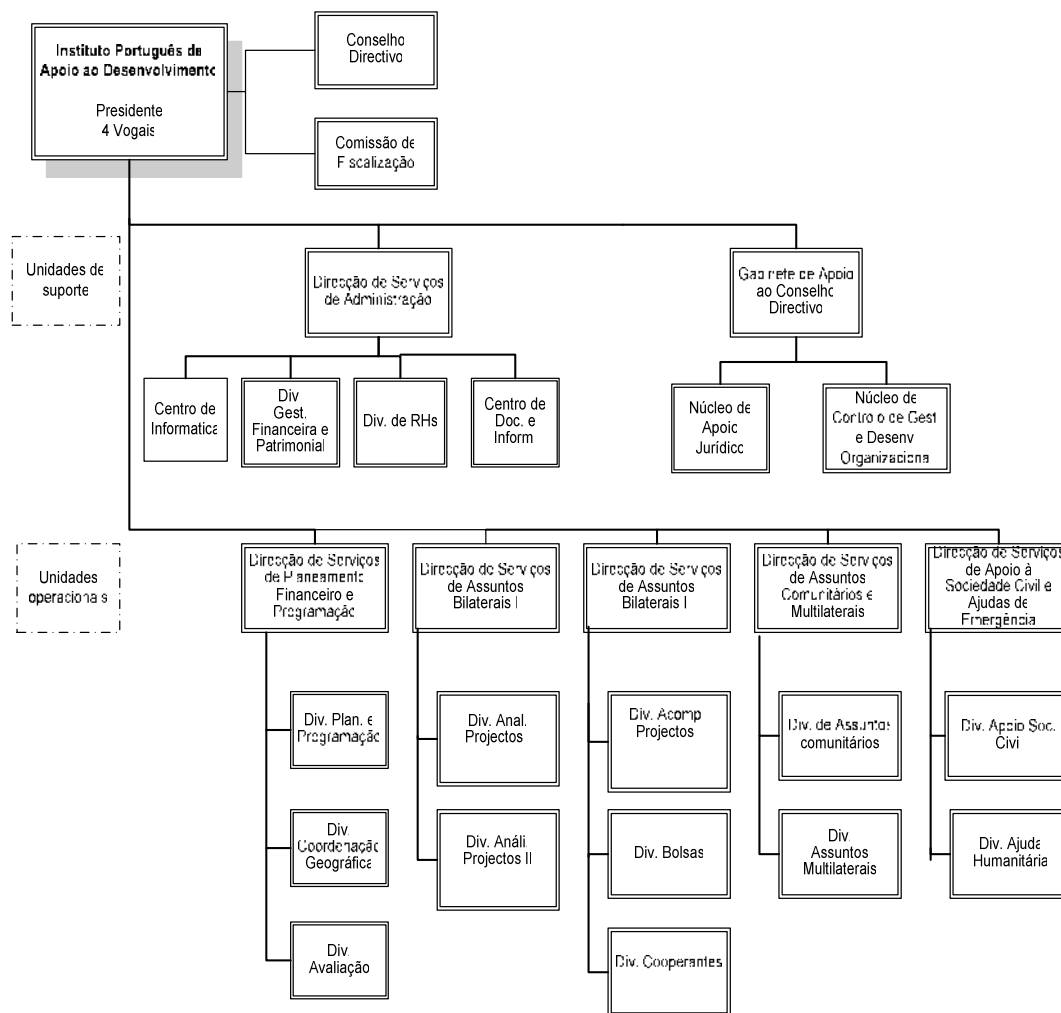 Instituto Português de
Apoio ao Desenvolvimento
Presidente
4 Vogais
Conselho
Directivo
Comissão de
Fiscalização
Unidades de
suporte
Direcção de Serviços
de Administração
Gabinete de Apoio
ao Conselho
Directivo
Centro de
Informatica
Div
Gest.
Financeira e
Patrimonial
Div. de RHs
Centro de
Doc. e
Inform
Núcleo de
Apoio
Jurídico
Núcleo de
Controlo de Gest
e Desenv
Organizaciona
Unidades
operacionais
Direcção de Serviços
de Planeamento
Financeiro e
Programação
Direcção de Serviços
de Assuntos
Bilaterais I
Direcção de Serviços
de Assuntos
Bilaterais I
Direcção de Serviços
de Assuntos
Comunitários e
Multilaterais
Direcção de Serviços
de Apoio à
Sociedade Civil e
Ajudas de
Emergência
Div. Plan. e
Programação
Div. Anal.
Projectos
Div. Acomp
Projectos
Div. de Assuntos
comunitários
Div. Apoio Soc.
Civi
Div.
Coordenação
Geográfica
Div. Análi.
Projectos II
Div. Bolsas
Div.
Assuntos
Multilaterais
Div. Ajuda
Humanitária
Div.
Avaliação
Div. Cooperantes